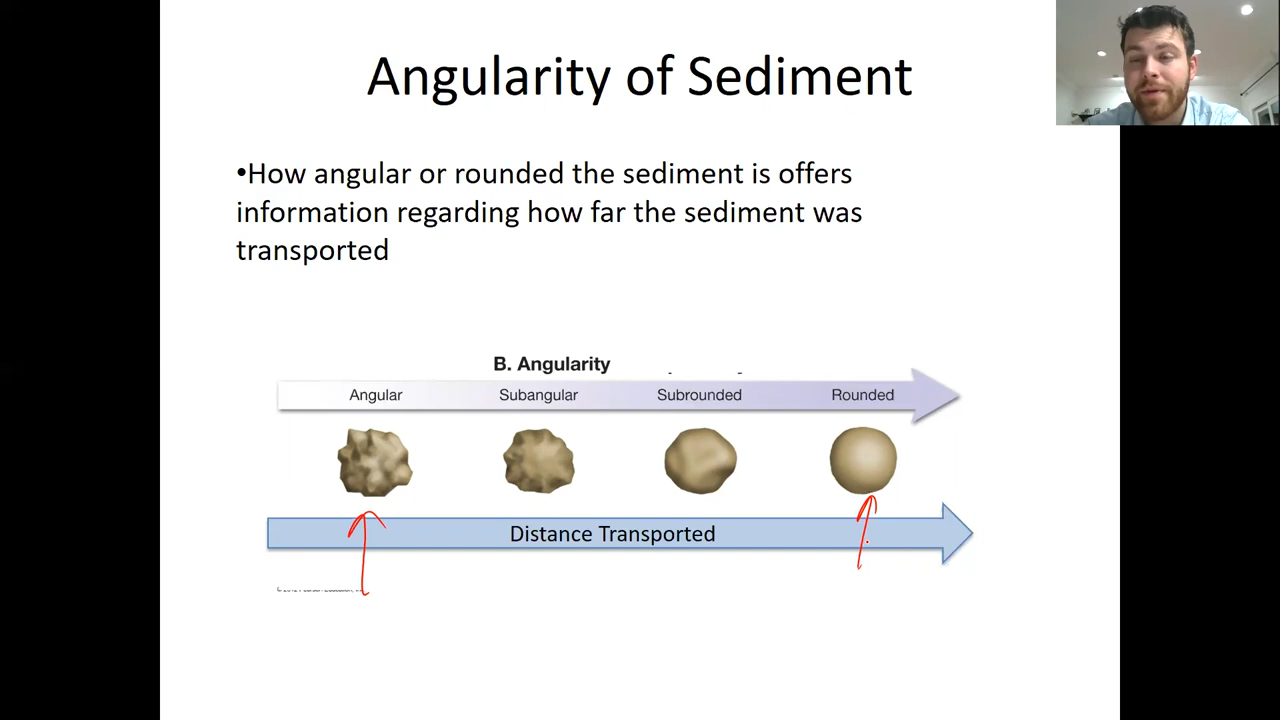 Angularity of Sediment
•How angular or rounded the sediment is offers
information regarding how far the sediment was
transported
B. Angularity
Angular Subangular Subrounded Rounded
Distance Transported